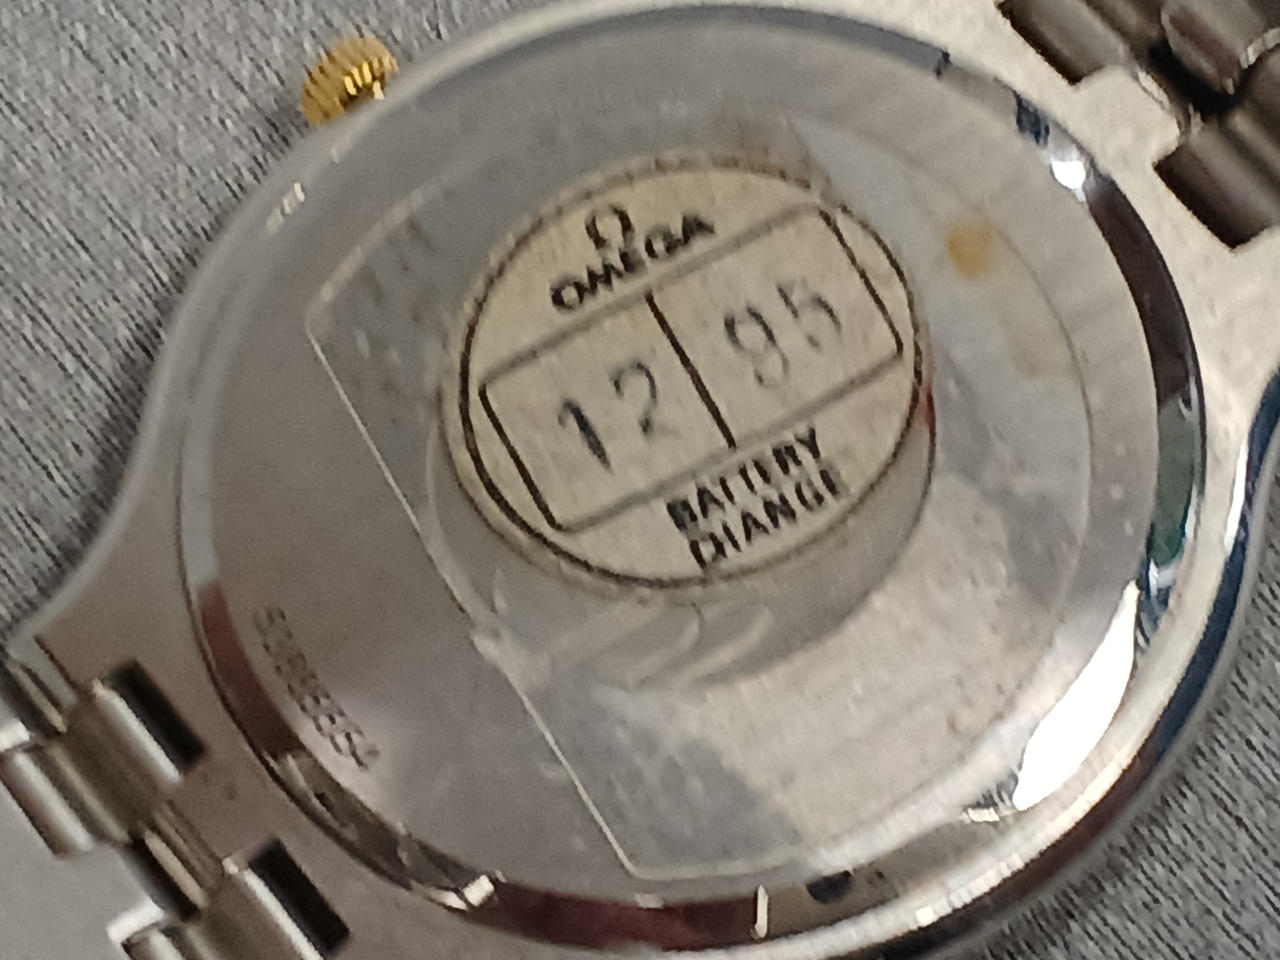 Ω
OMEGA
12 95
BATTERY
CHANGE